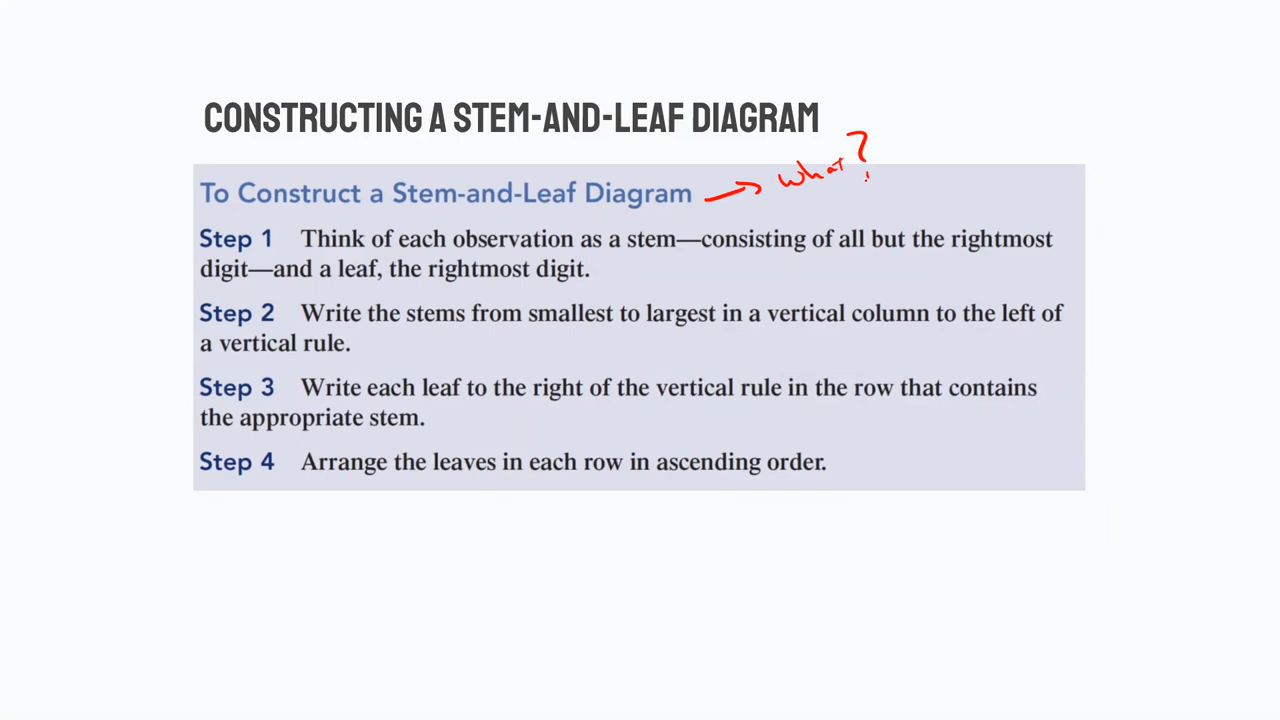 CONSTRUCTING A STEM-AND-LEAF DIAGRAM
To Construct a Stem-and-Leaf Diagram → what?
Step 1 Think of each observation as a stem—consisting of all but the rightmost
digit—and a leaf, the rightmost digit.
Step 2 Write the stems from smallest to largest in a vertical column to the left of
a vertical rule.
Step 3 Write each leaf to the right of the vertical rule in the row that contains
the appropriate stem.
Step 4 Arrange the leaves in each row in ascending order.